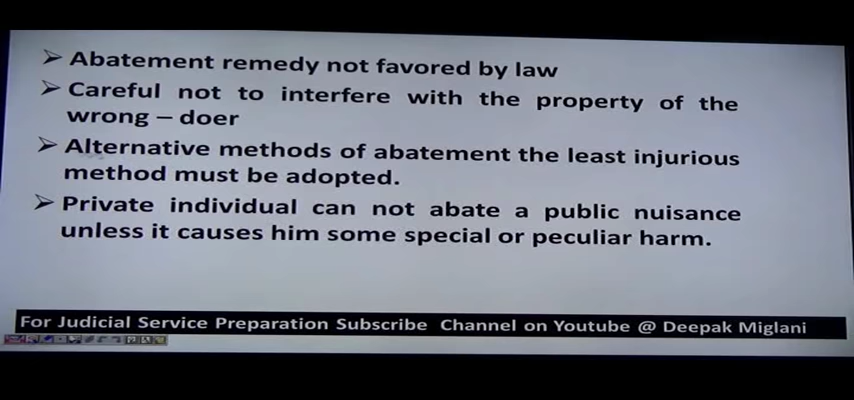 ➤ Abatement remedy not favored by law
➤ Careful not to interfere with the property of the
wrong – doer
➤ Alternative methods of abatement the least injurious
method must be adopted.
➤ Private individual can not abate a public nuisance
unless it causes him some special or peculiar harm.
For Judicial Service Preparation Subscribe Channel on Youtube @ Deepak Miglani